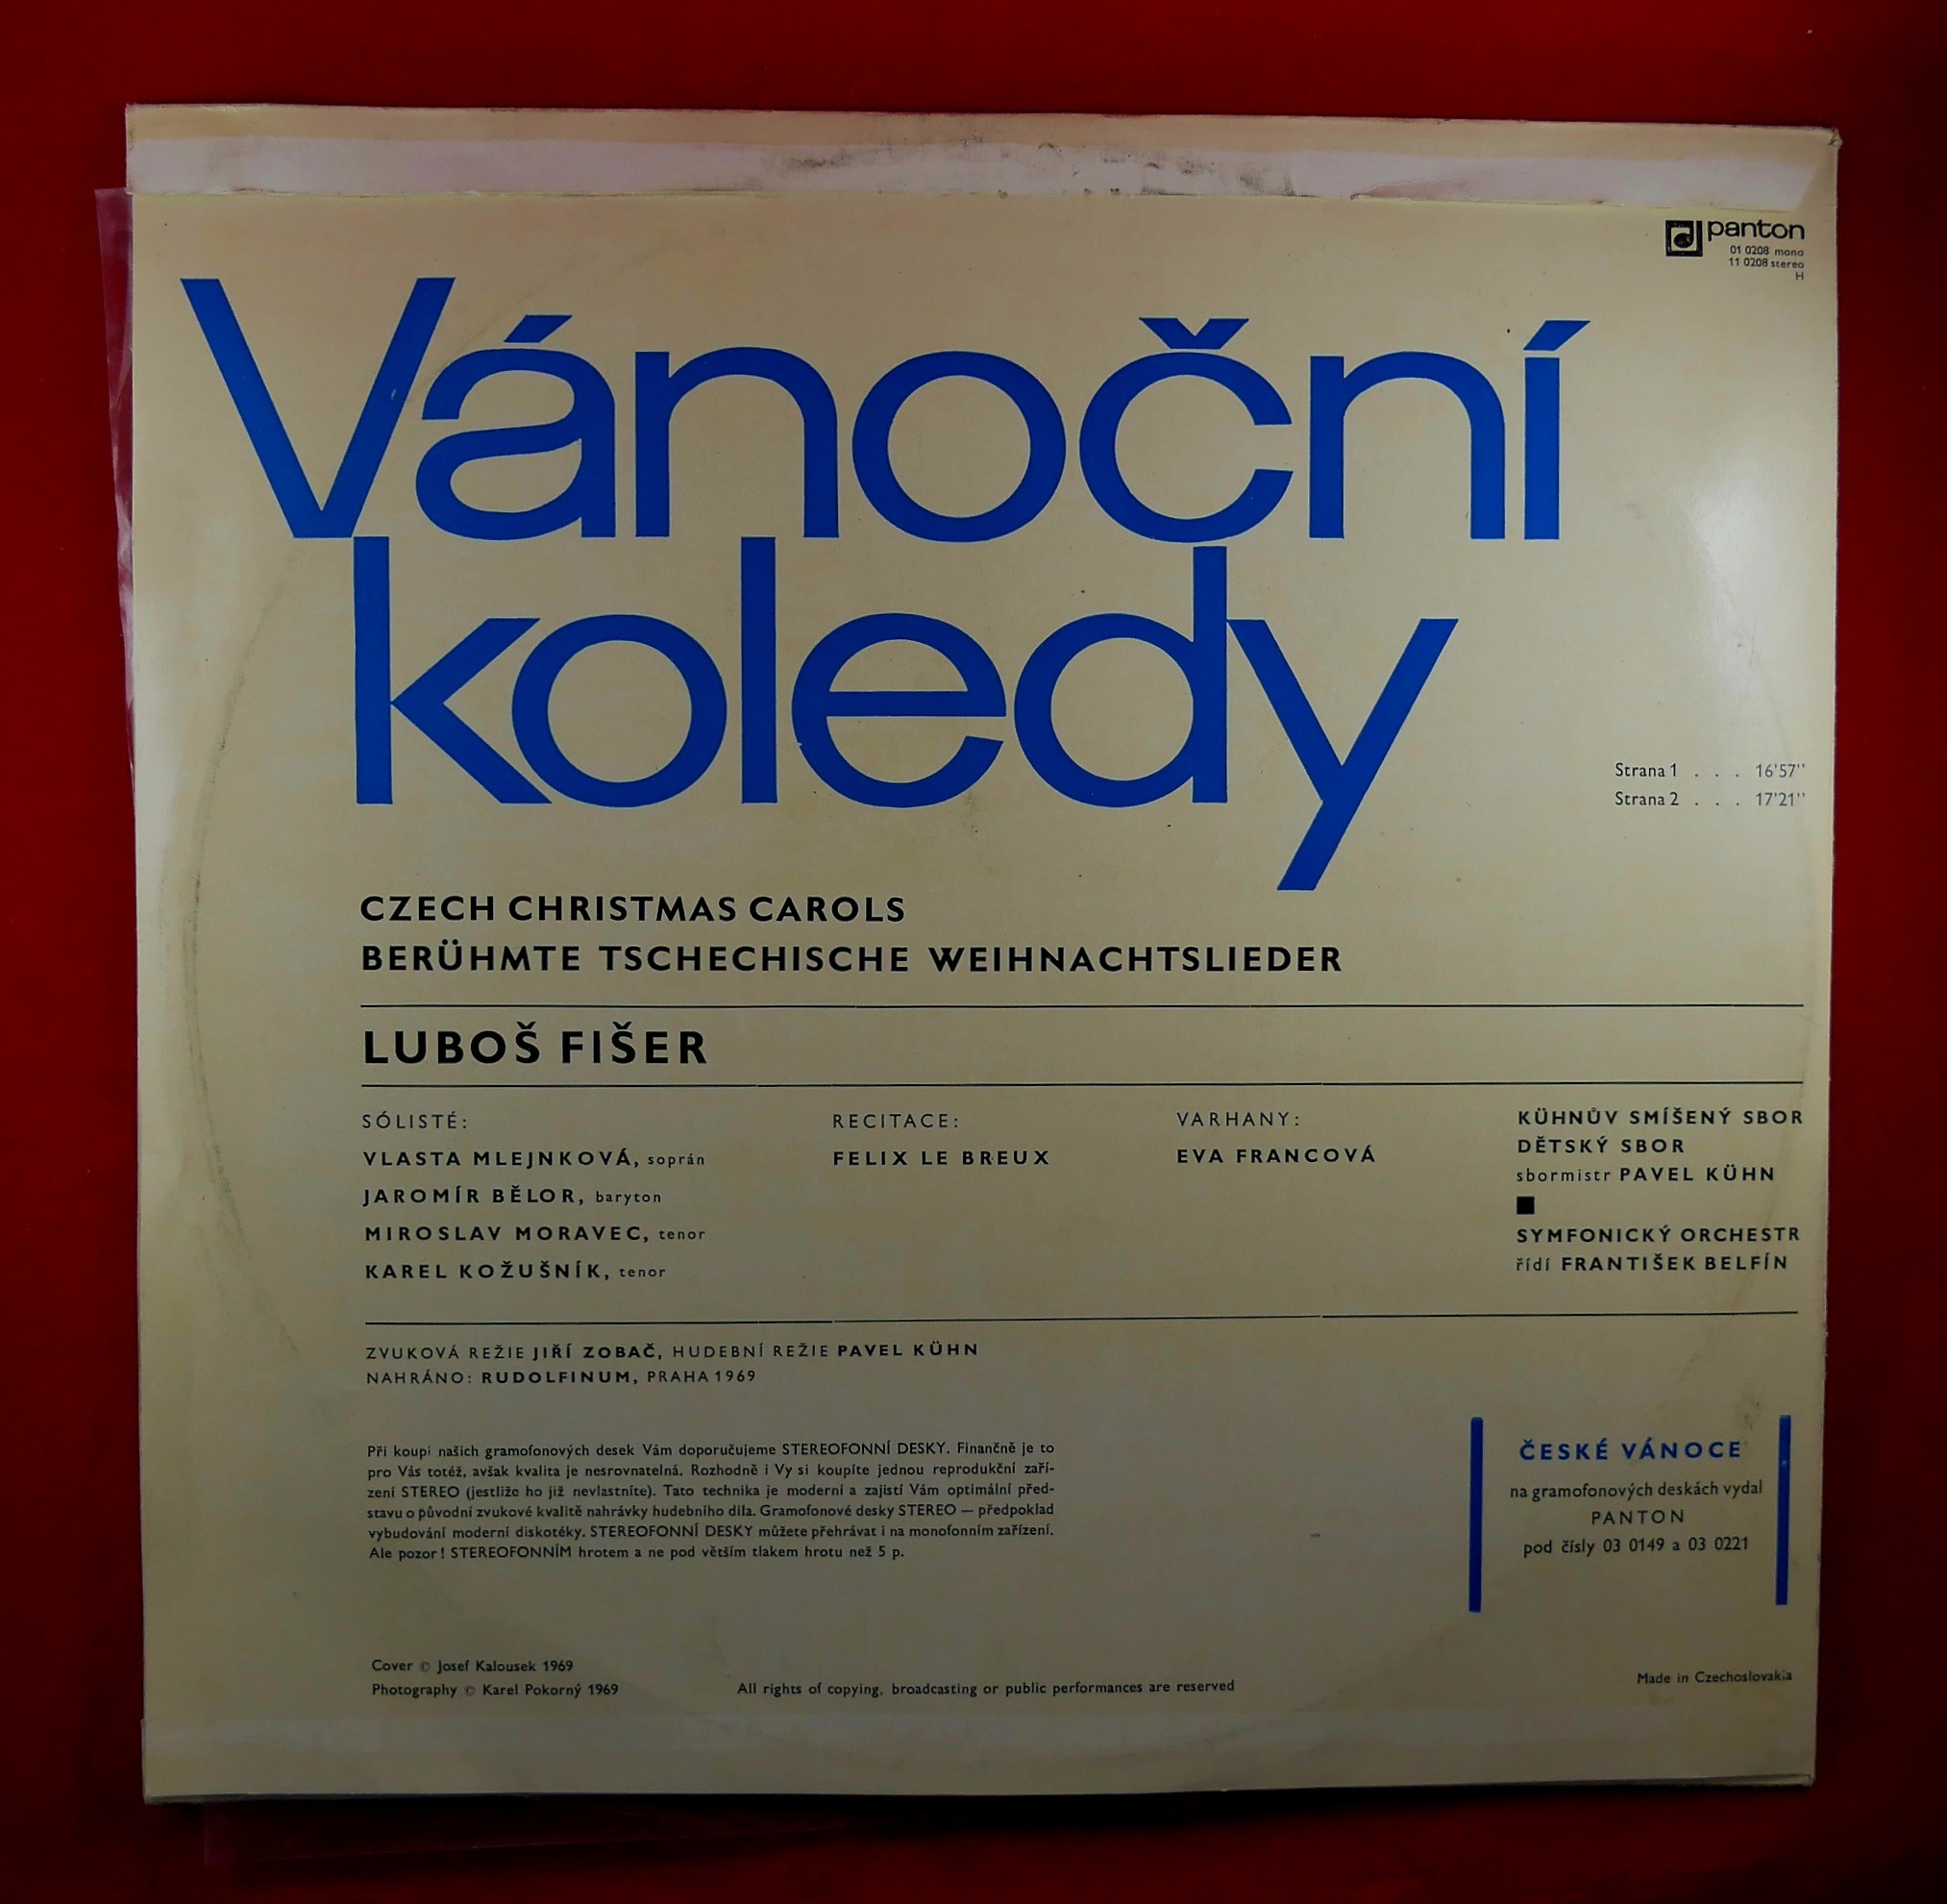 panton
01 0208 mono
11 0208 stereo
H
Vánoční
koledy
Strana 1 . . . 16'57''
Strana 2 . . . 17'21''
CZECH CHRISTMAS CAROLS
BERÜHMTE TSCHECHISCHE WEIHNACHTSLIEDER
LUBOŠ FIŠER
SÓLISTÉ:
VLASTA MLEJNKOVÁ, soprán
JAROMÍR BĚLOR, baryton
MIROSLAV MORAVEC, tenor
KAREL KOŽUŠNÍK, tenor
RECITACE:
FELIX LE BREUX
VARHANY:
EVA FRANCOVÁ
KÜHNŮV SMÍŠENÝ SBOR
DĚTSKÝ SBOR
sbormistr PAVEL KÜHN
SYMFONICKÝ ORCHESTR
řídí FRANTIŠEK BELFÍN
ZVUKOVÁ REŽIE JIŘÍ ZOBAČ, HUDEBNÍ REŽIE PAVEL KÜHN
NAHRÁNO: RUDOLFINUM, PRAHA 1969
Při koupi našich gramofonových desek Vám doporučujeme STEREOFONNÍ DESKY. Finančně je to
pro Vás totéž, avšak kvalita je nesrovnatelná. Rozhodně i Vy si koupíte jednou reprodukční zaří-
zení STEREO (jestliže ho již nevlastníte). Tato technika je moderní a zajistí Vám optimální před-
stavu o původní zvukové kvalitě nahrávky hudebního díla. Gramofonové desky STEREO — předpoklad
vybudování moderní diskotéky. STEREOFONNÍ DESKY můžete přehrávat i na monofonním zařízení.
Ale pozor! STEREOFONNÍM hrotem a ne pod větším tlakem hrotu než 5 p.
ČESKÉ VÁNOCE
na gramofonových deskách vydal
PANTON
pod čísly 03 0149 a 03 0221
Cover © Josef Kalousek 1969
Photography © Karel Pokorný 1969
All rights of copying, broadcasting or public performances are reserved
Made in Czechoslovakia